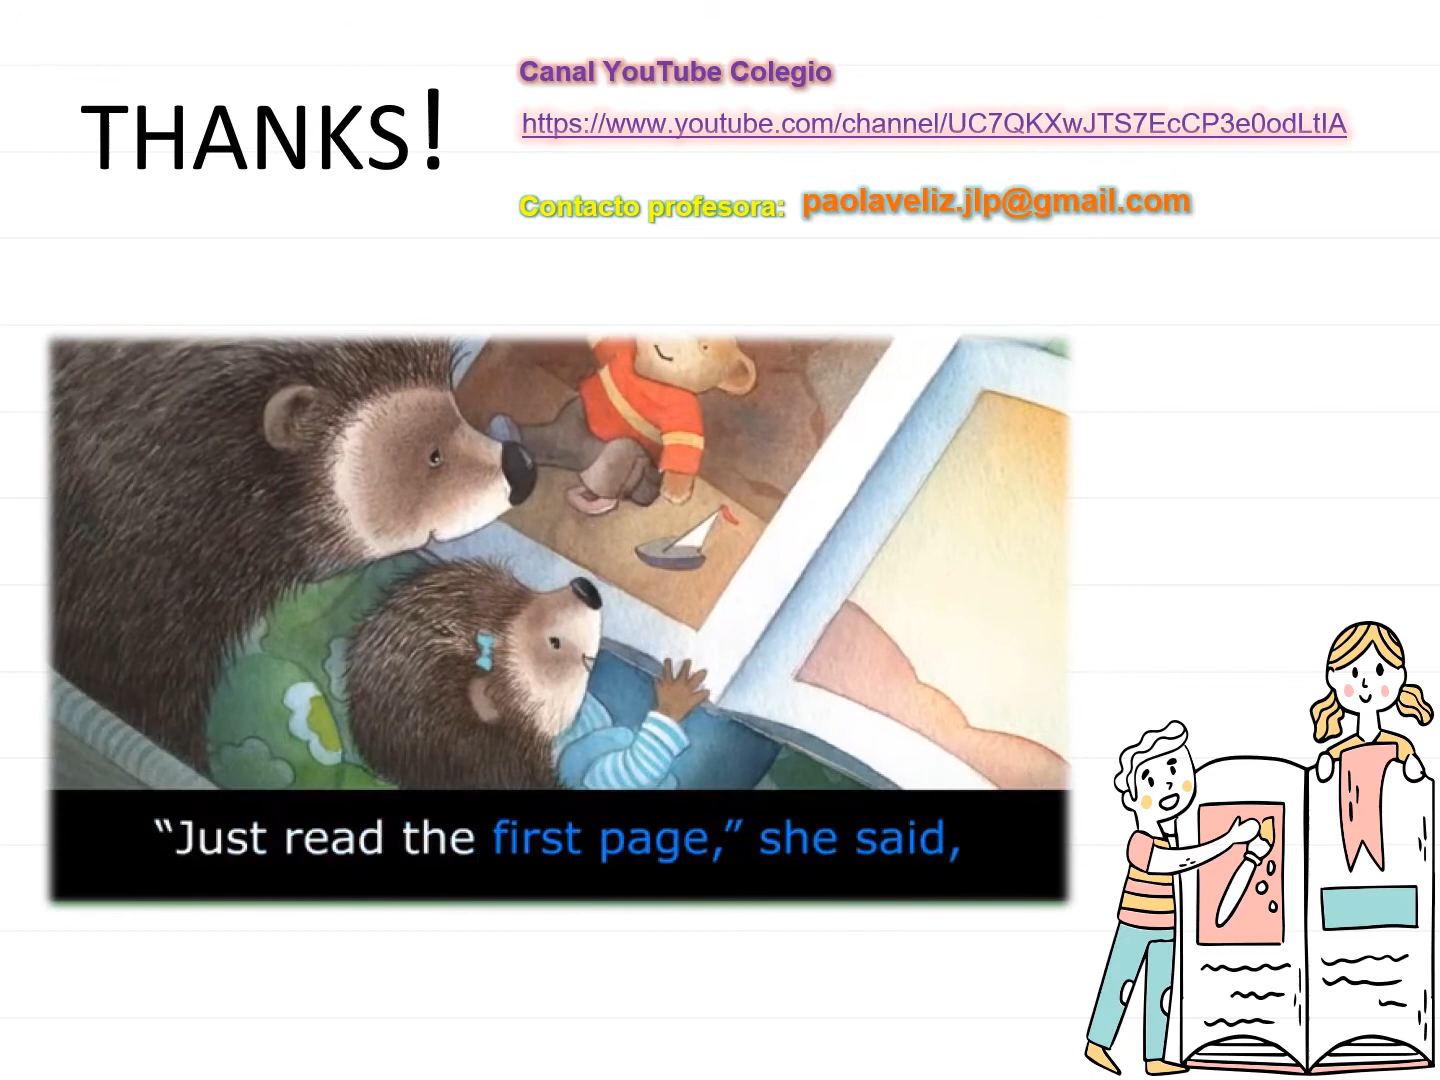 THANKS!
Canal YouTube Colegio
https://www.youtube.com/channel/UC7QKXwJTS7EcCP3e0odLtIA
Contacto profesora: paolaveliz.jlp@gmail.com
“Just read the first page,” she said,